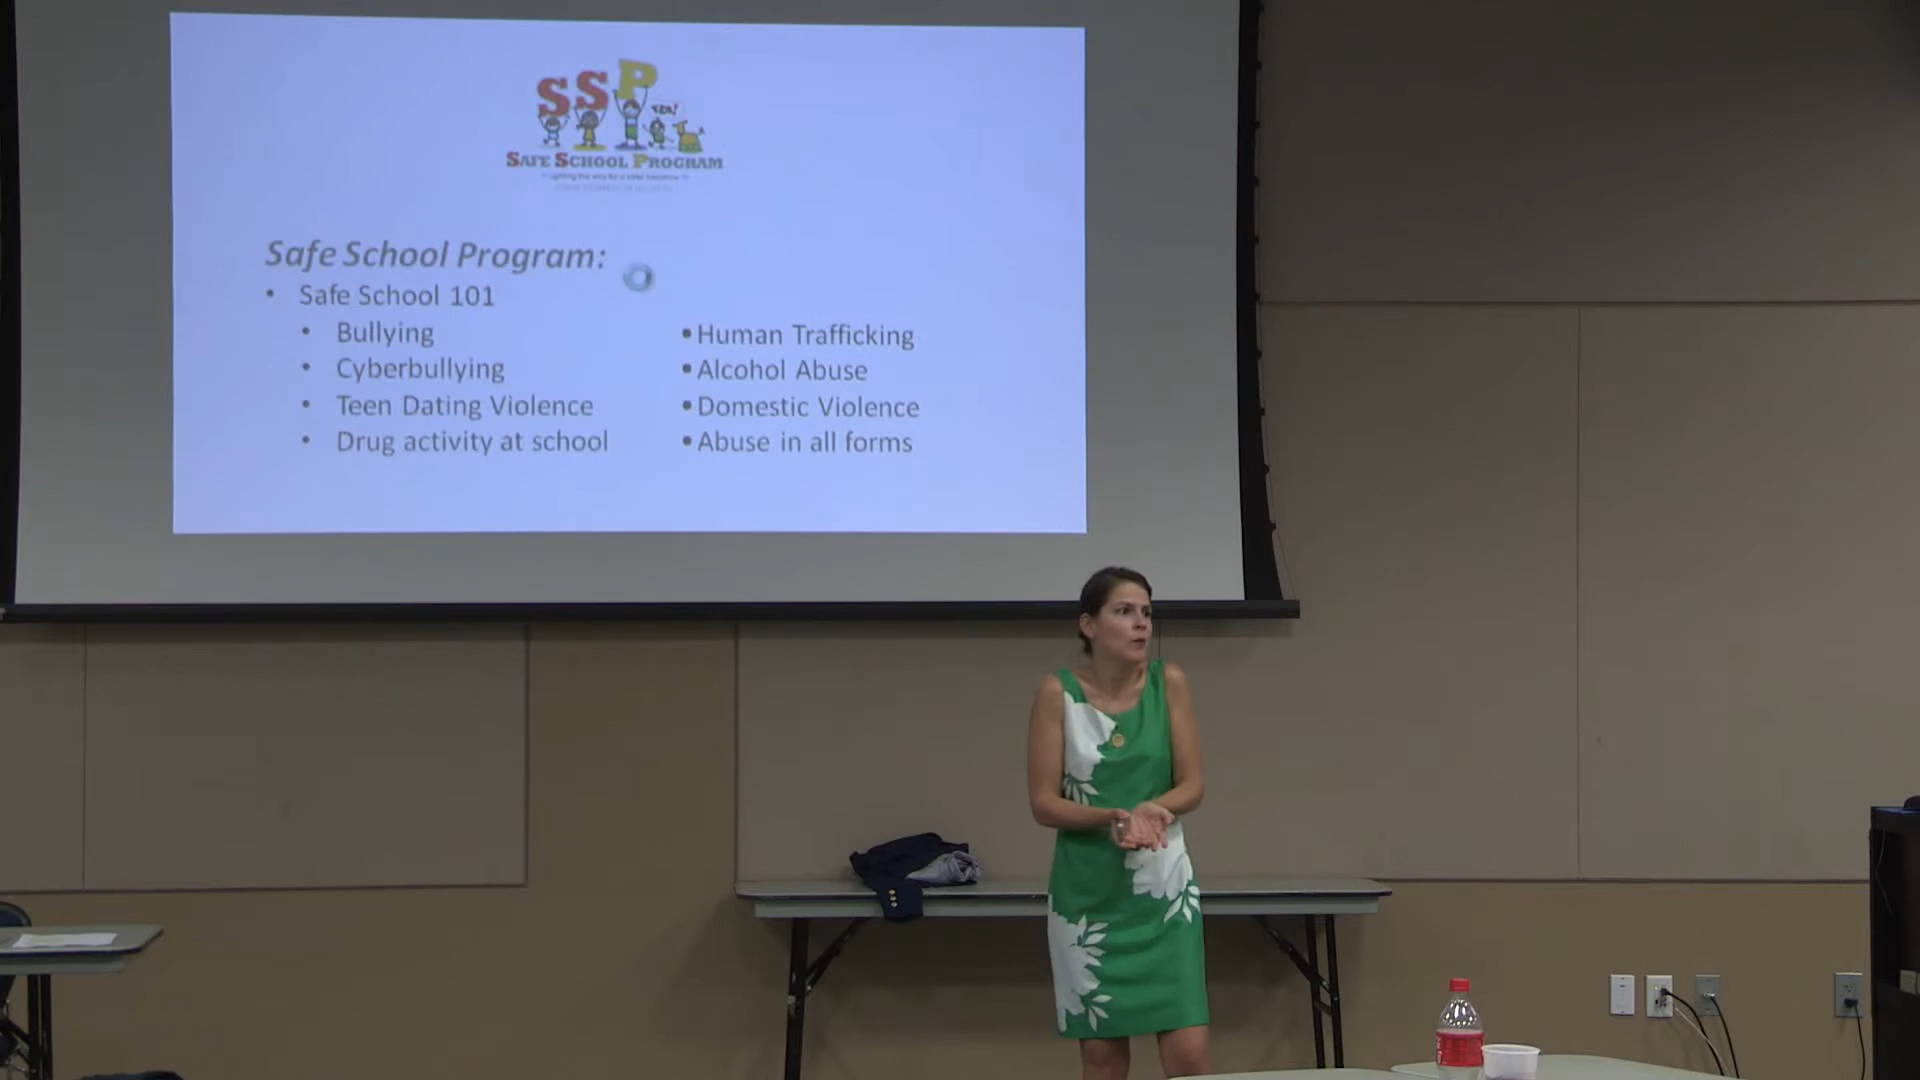 SSP
YEA!
SAFE SCHOOL PROGRAM
Safe School Program:
• Safe School 101
• Bullying
• Cyberbullying
• Teen Dating Violence
• Drug activity at school
• Human Trafficking
• Alcohol Abuse
• Domestic Violence
• Abuse in all forms